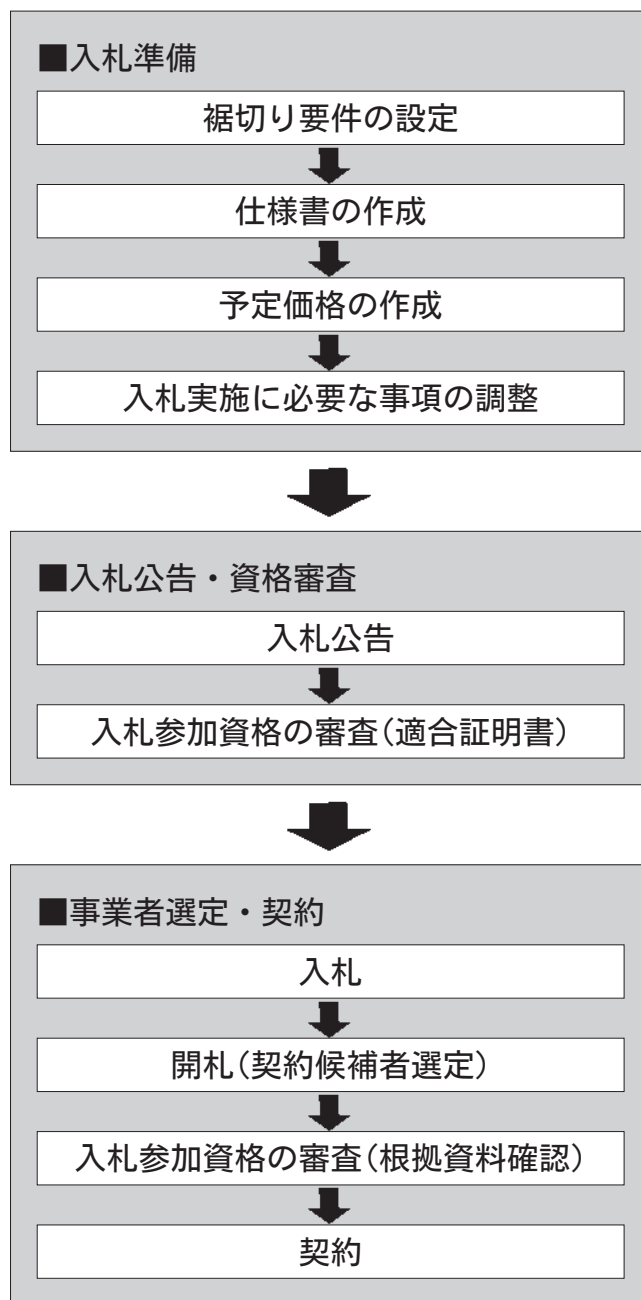 ■入札準備
裾切り要件の設定
仕様書の作成
予定価格の作成
入札実施に必要な事項の調整
■入札公告・資格審査
入札公告
入札参加資格の審査(適合証明書)
■事業者選定・契約
入札
開札(契約候補者選定)
入札参加資格の審査(根拠資料確認)
契約